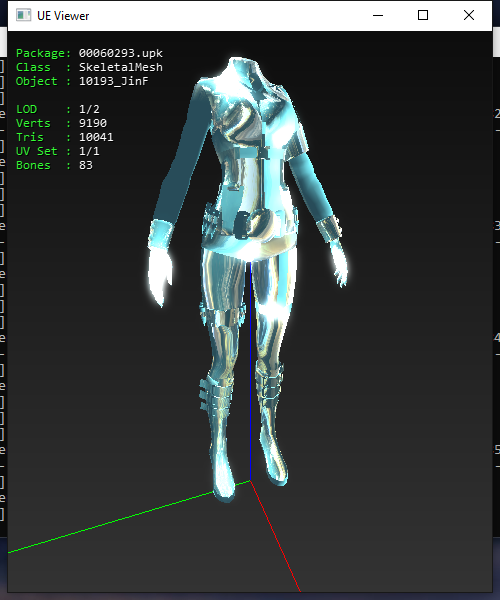 UE Viewer
Package: 00060293.upk
Class : SkeletalMesh
Object : 10193_JinF
LOD : 1/2
Verts : 9190
Tris : 10041
UV Set : 1/1
Bones : 83